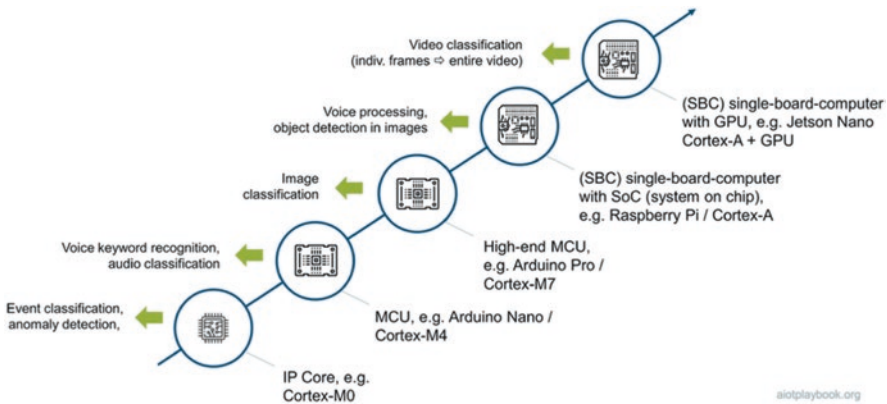 Video classification
(indiv. frames ⇨ entire video)
(SBC) single-board-computer
with GPU, e.g. Jetson Nano
Cortex-A + GPU
Voice processing,
object detection in images
(SBC) single-board-computer
with SoC (system on chip),
e.g. Raspberry Pi / Cortex-A
Image
classification
High-end MCU,
e.g. Arduino Pro /
Cortex-M7
Voice keyword recognition,
audio classification
MCU, e.g. Arduino Nano /
Cortex-M4
Event classification,
anomaly detection,
IP Core, e.g.
Cortex-M0
aiotplaybook.org